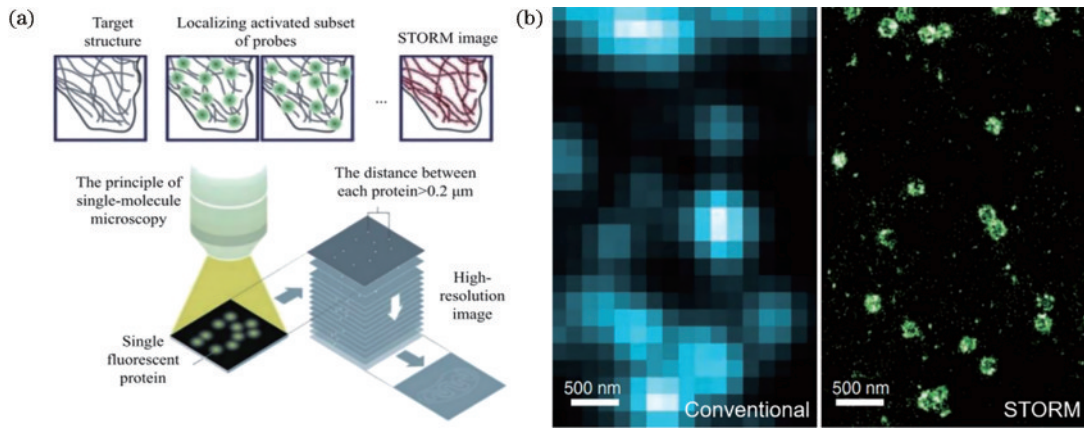 (a)
Target
structure
Localizing activated subset
of probes
STORM image
...
The principle of
single-molecule
microscopy
The distance between
each protein>0.2 μm
High-
resolution
image
Single
fluorescent
protein
(b)
500 nm
Conventional
500 nm
STORM